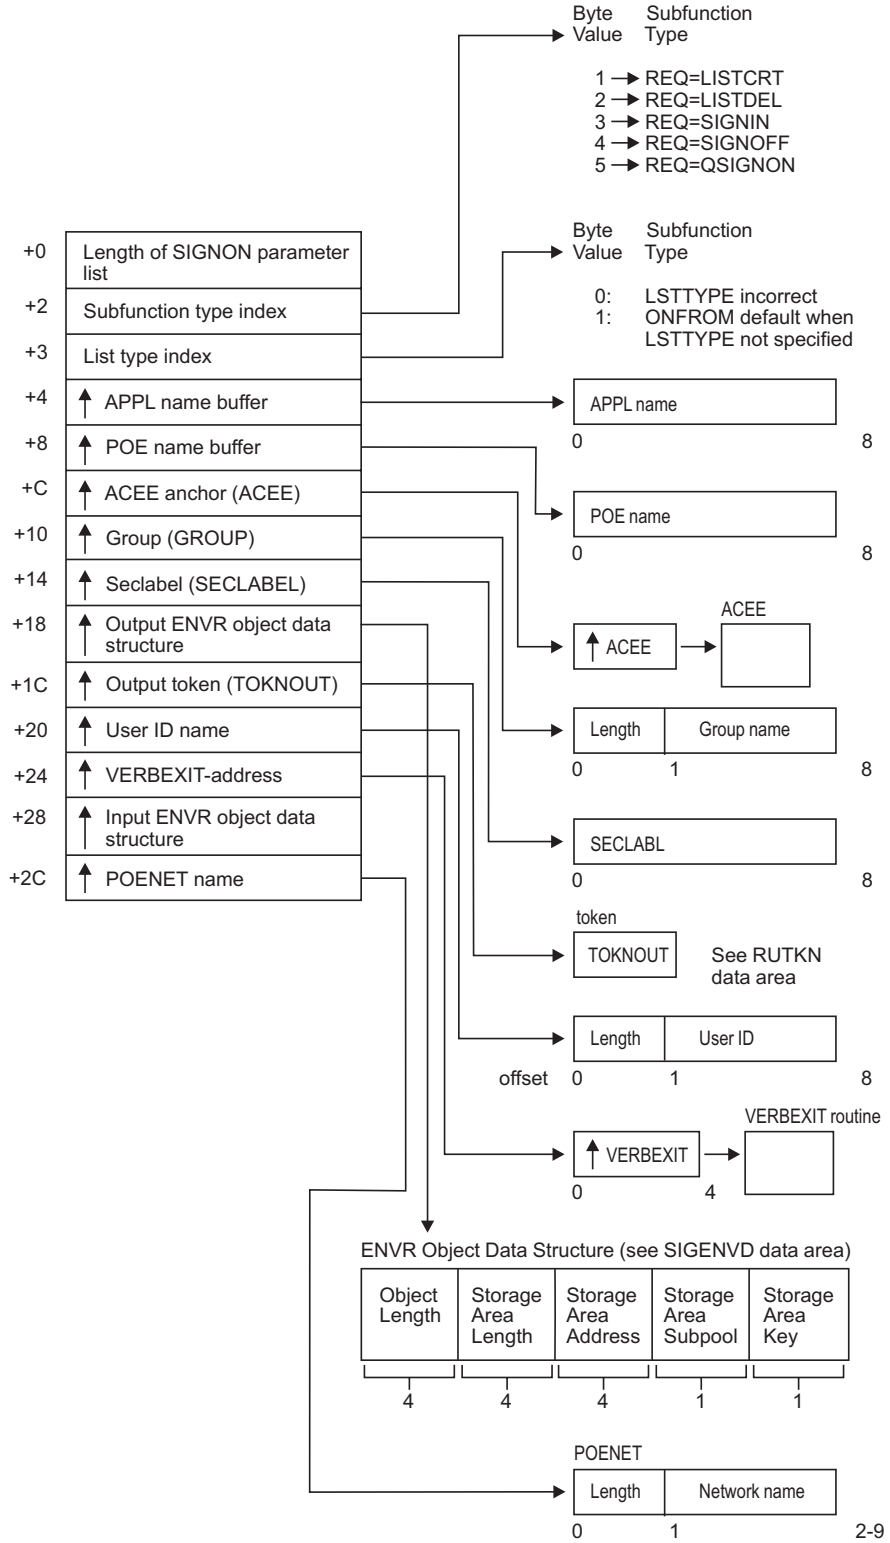 Byte Subfunction
Value Type
1 → REQ=LISTCRT
2 → REQ=LISTDEL
3 → REQ=SIGNIN
4 → REQ=SIGNOFF
5 → REQ=QSIGNON
Byte Subfunction
Value Type
0: LSTTYPE incorrect
1: ONFROM default when
LSTTYPE not specified
+0 Length of SIGNON parameter
list
+2 Subfunction type index
+3 List type index
+4 APPL name buffer
+8 POE name buffer
+C ACEE anchor (ACEE)
+10 Group (GROUP)
+14 Seclabel (SECLABEL)
+18 Output ENVR object data
structure
+1C Output token (TOKNOUT)
+20 User ID name
+24 VERBEXIT-address
+28 Input ENVR object data
structure
+2C POENET name
APPL name
0 8
POE name
0 8
ACEE
ACEE
Length Group name
0 1 8
SECLABL
0 8
token
TOKNOUT See RUTKN
data area
Length User ID
offset 0 1 8
VERBEXIT routine
VERBEXIT
0 4
ENVR Object Data Structure (see SIGENVD data area)
Object Storage Storage Storage Storage
Length Area Area Area Area
Length Address Subpool Key
4 4 4 1 1
POENET
Length Network name
0 1 2-9